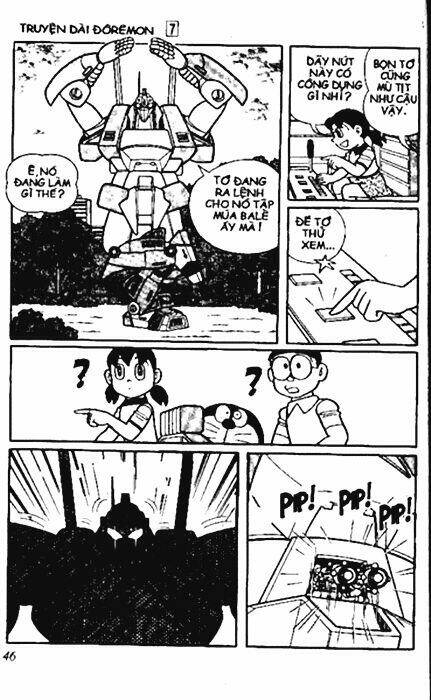 TRUYỆN DÀI ĐÔRÊMON 7
Ê, NÓ
ĐANG LÀM
GÌ THẾ?
TỚ ĐANG
RA LỆNH
CHO NÓ TẬP
MÚA BALÊ
ẤY MÀ!
DÃY NÚT
NÀY CÓ
CÔNG DỤNG
GÌ NHỈ?
BỌN TỚ
CŨNG
MÙ TỊT
NHƯ CẬU
VẬY.
ĐỂ TỚ
THỬ
XEM...
?
?
PIP!
PIP!
PIP!
46